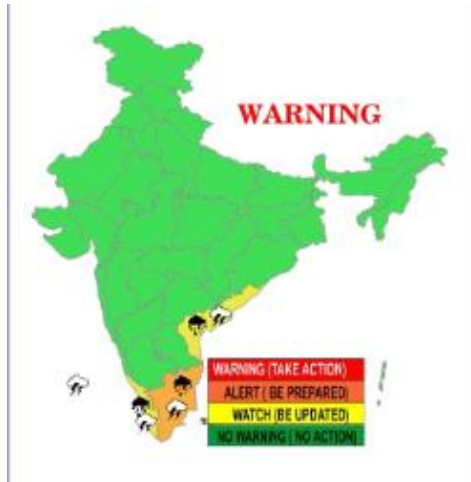 WARNING
WARNING (TAKE ACTION)
ALERT ( BE PREPARED)
WATCH (BE UPDATED)
NO WARNING ( NO ACTION)